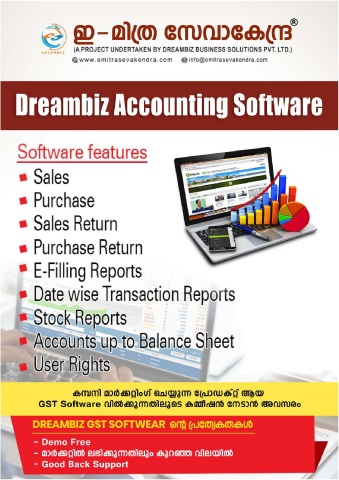 DREAMBIZ
ഇ-മിത്ര സേവാകേന്ദ്ര®
(A PROJECT UNDERTAKEN BY DREAMBIZ BUSINESS SOLUTIONS PVT. LTD.)
www.emitrasevakendra.com info@emitrasevakendra.com
Dreambiz Accounting Software
Software features
Sales
Purchase
Sales Return
Purchase Return
E-Filling Reports
Date wise Transaction Reports
Stock Reports
Accounts up to Balance Sheet
User Rights
കമ്പനി മാർക്കറ്റിംഗ് ചെയ്യുന്ന പ്രോഡക്റ്റ് ആയ
GST Software വിൽക്കുന്നതിലൂടെ കമ്മീഷൻ നേടാൻ അവസരം
DREAMBIZ GST SOFTWEAR ന്റെ പ്രത്യേകതകൾ
- Demo Free
- മാർക്കറ്റിൽ ലഭിക്കുന്നതിലും കുറഞ്ഞ വിലയിൽ
- Good Back Support